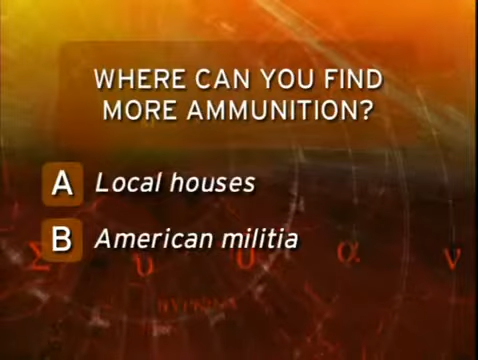 WHERE CAN YOU FIND
MORE AMMUNITION?
A Local houses
B American militia
Σ υ υ α ν